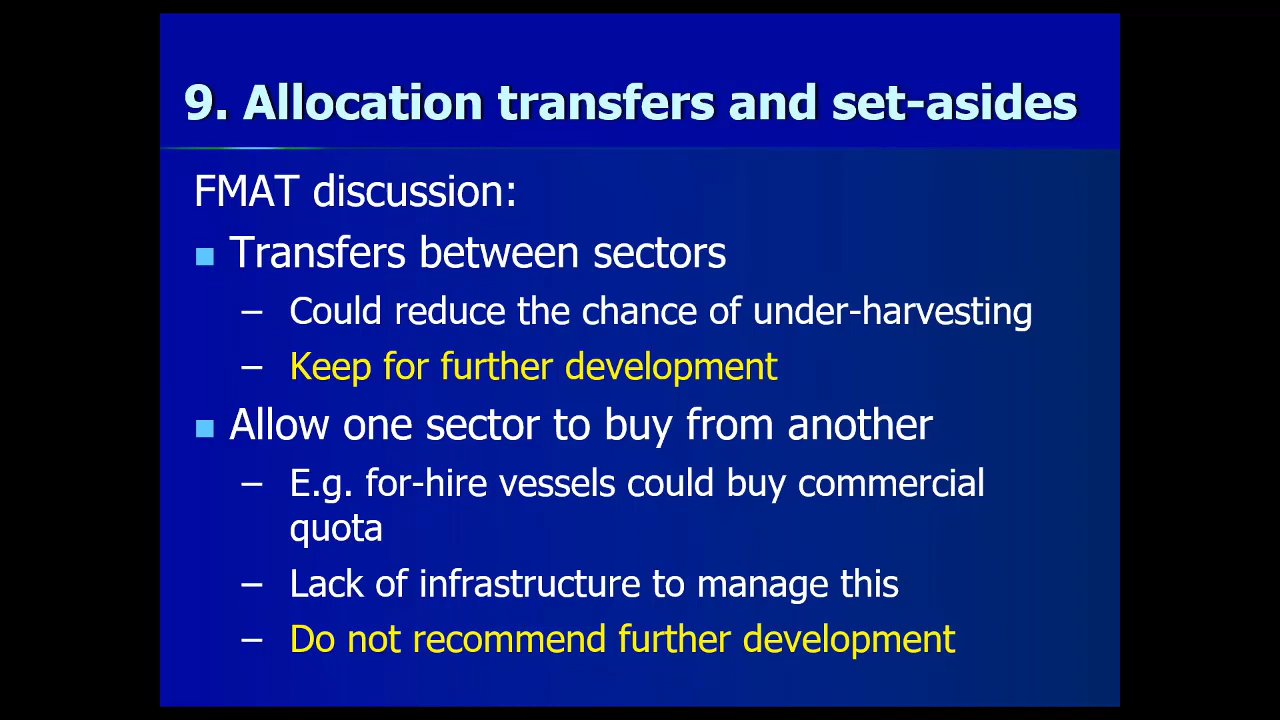 9. Allocation transfers and set-asides
FMAT discussion:
Transfers between sectors
– Could reduce the chance of under-harvesting
– Keep for further development
Allow one sector to buy from another
– E.g. for-hire vessels could buy commercial
quota
– Lack of infrastructure to manage this
– Do not recommend further development